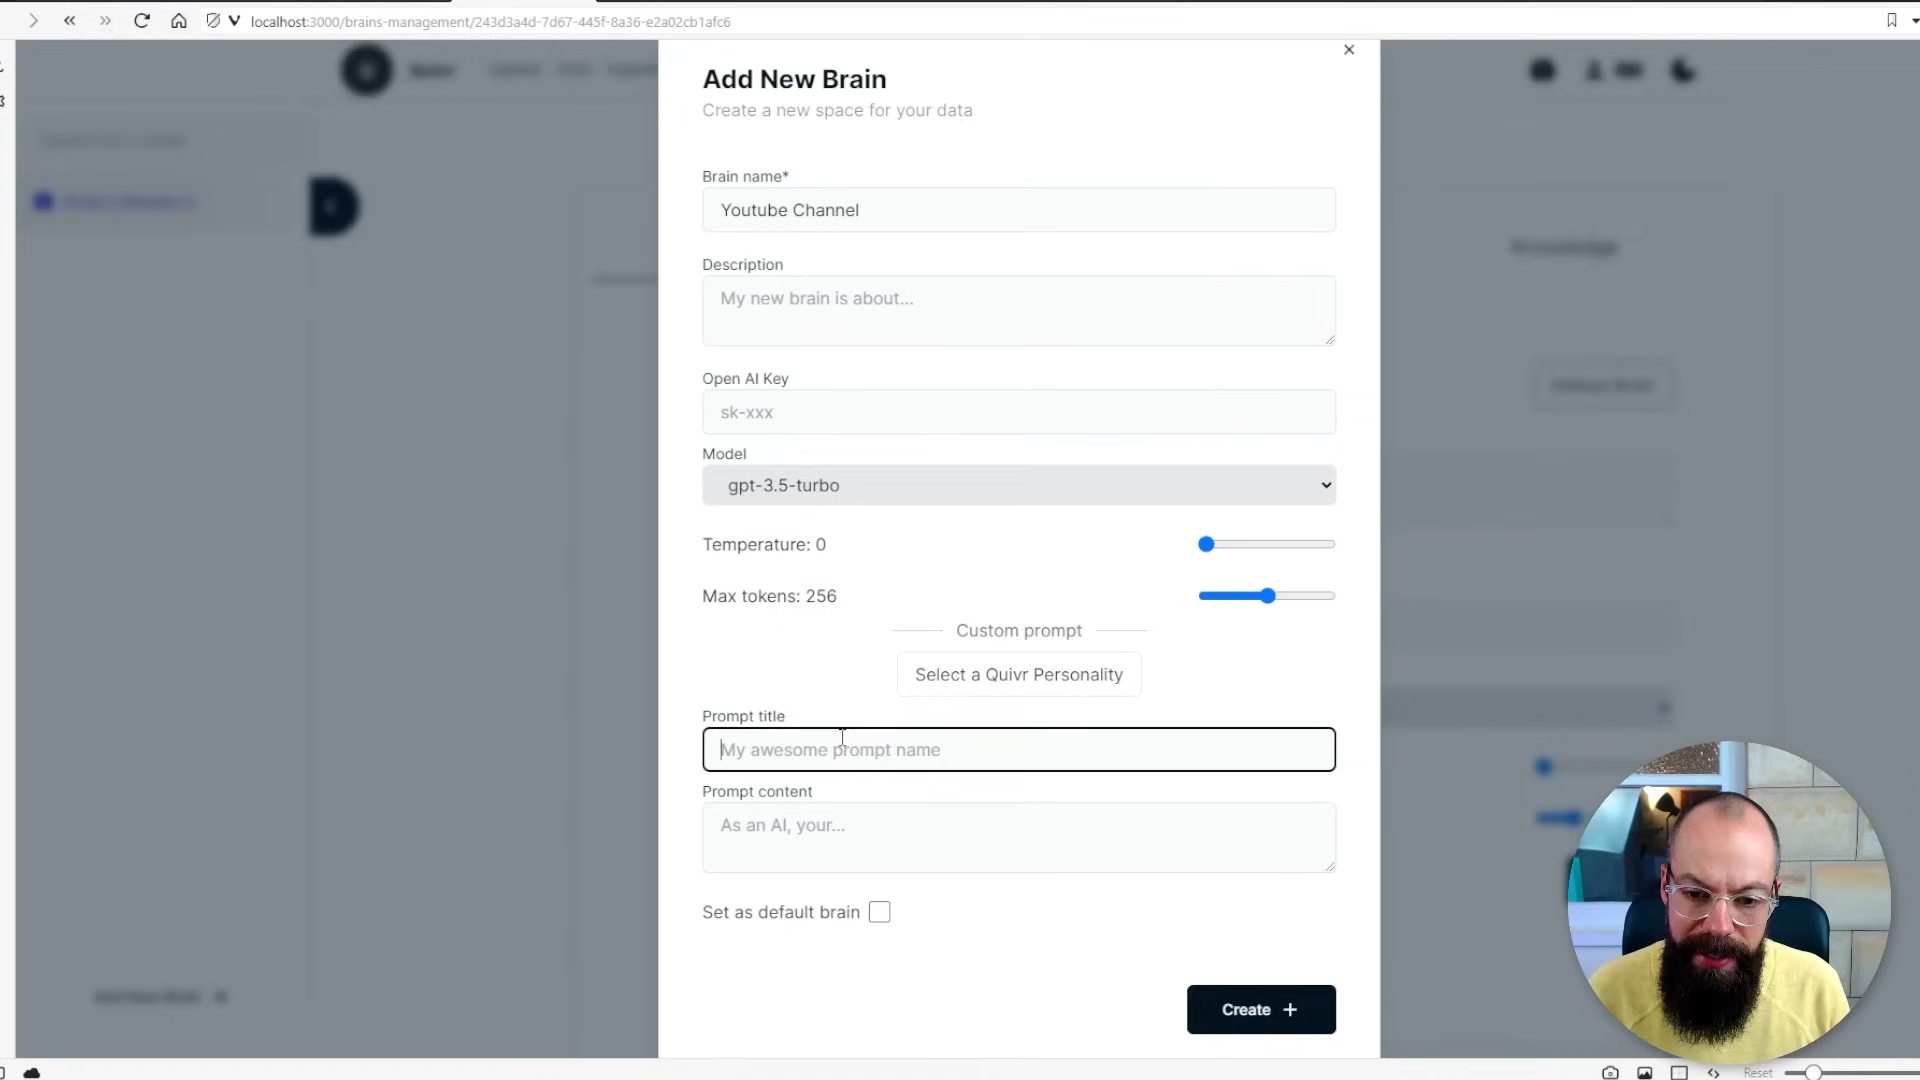 localhost:3000/brains-management/243d3a4d-7d67-445f-8a36-e2a02cb1afc6
Add New Brain
Create a new space for your data
Brain name*
Youtube Channel
Description
My new brain is about...
Open AI Key
sk-xxx
Model
gpt-3.5-turbo
Temperature: 0
Max tokens: 256
Custom prompt
Select a Quivr Personality
Prompt title
My awesome prompt name
Prompt content
As an AI, your...
Set as default brain
Create +
Reset